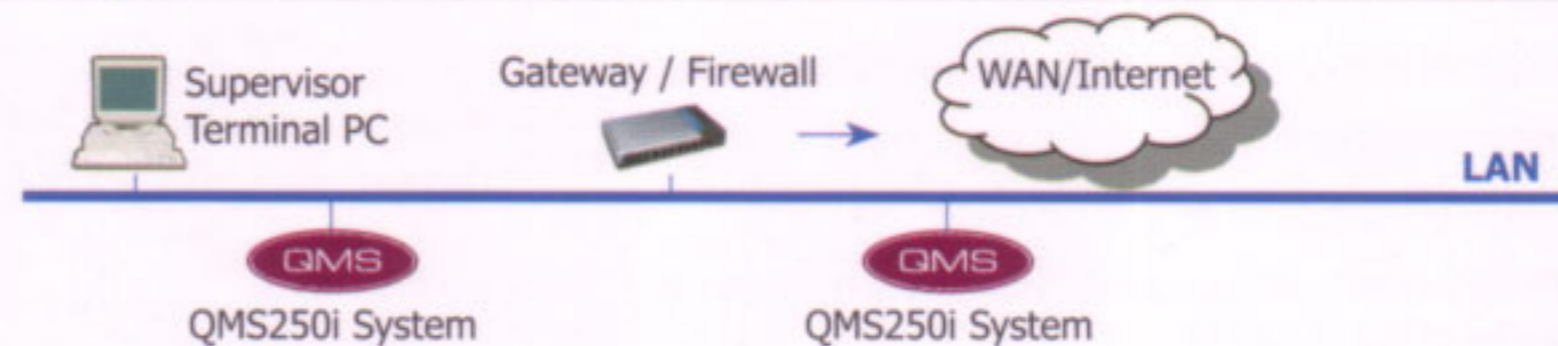 Supervisor
Terminal PC
Gateway / Firewall
WAN/Internet
LAN
QMS
QMS
QMS250i System
QMS250i System